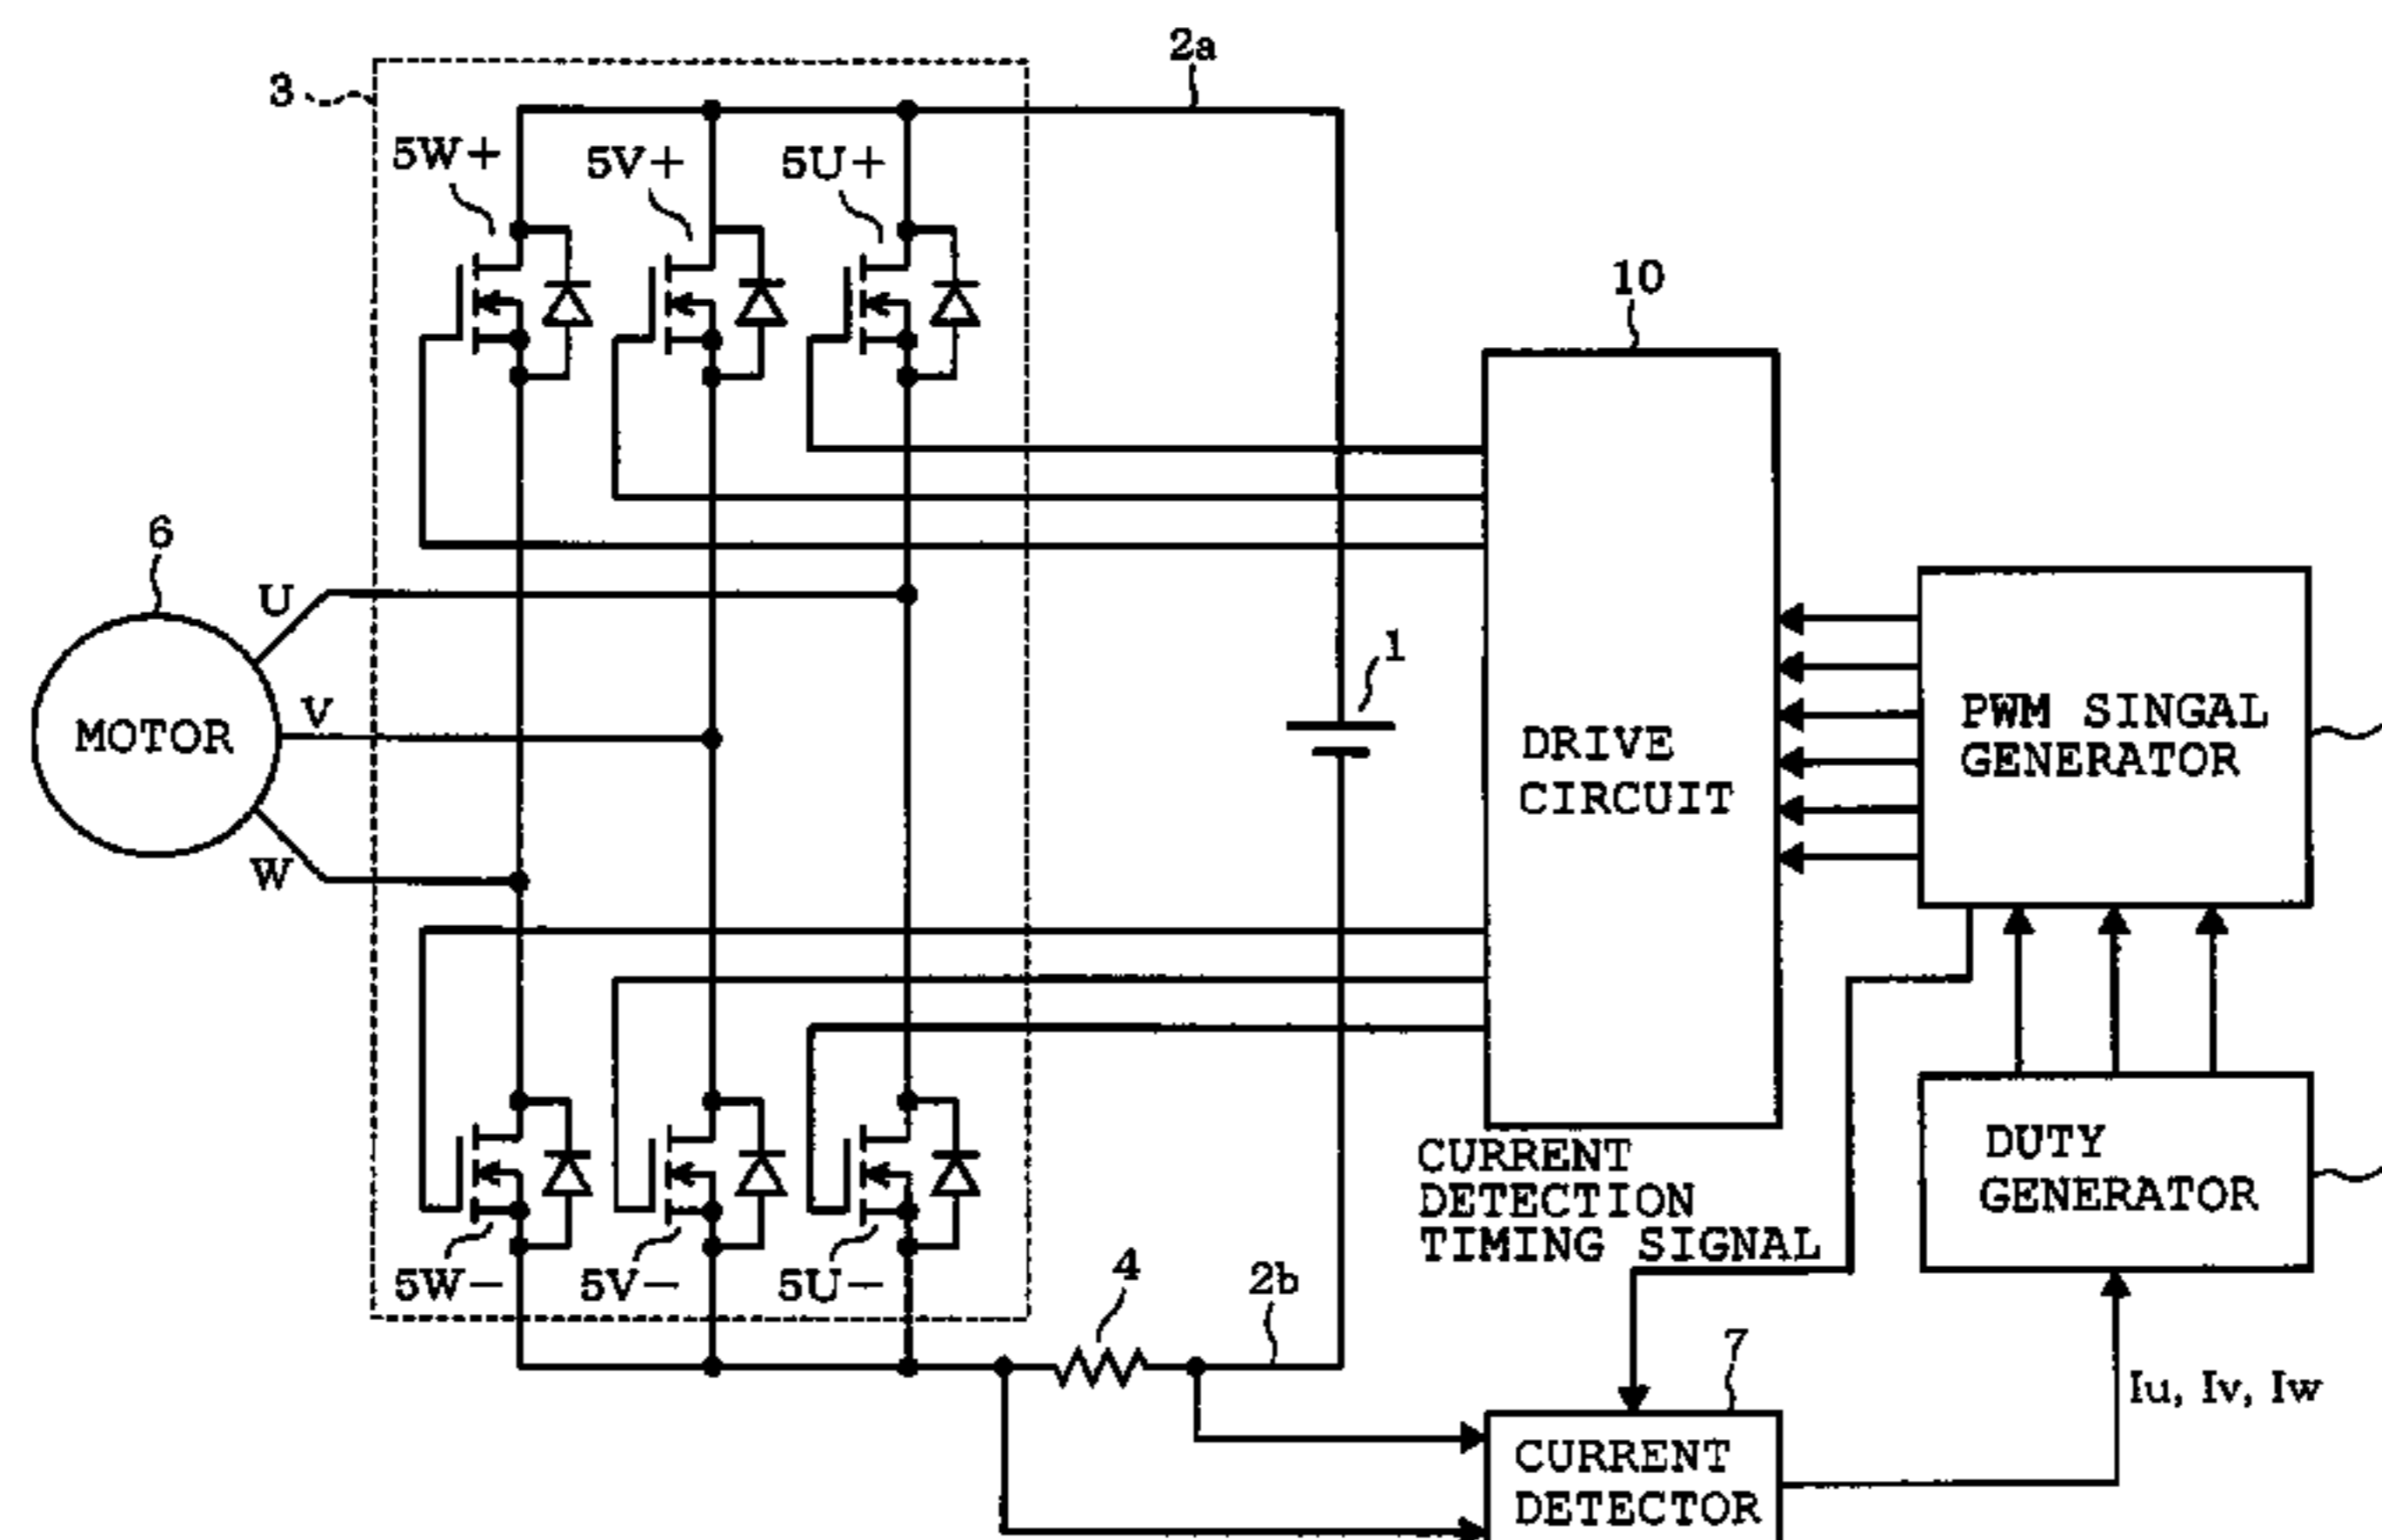 2a
3
5W+
5V+
5U+
10
6
U
1
V
PWM SINGAL
GENERATOR
MOTOR
DRIVE
CIRCUIT
W
CURRENT
DETECTION
TIMING SIGNAL
DUTY
GENERATOR
5W−
5V−
5U−
4
2b
7
Iu, Iv, Iw
CURRENT
DETECTOR